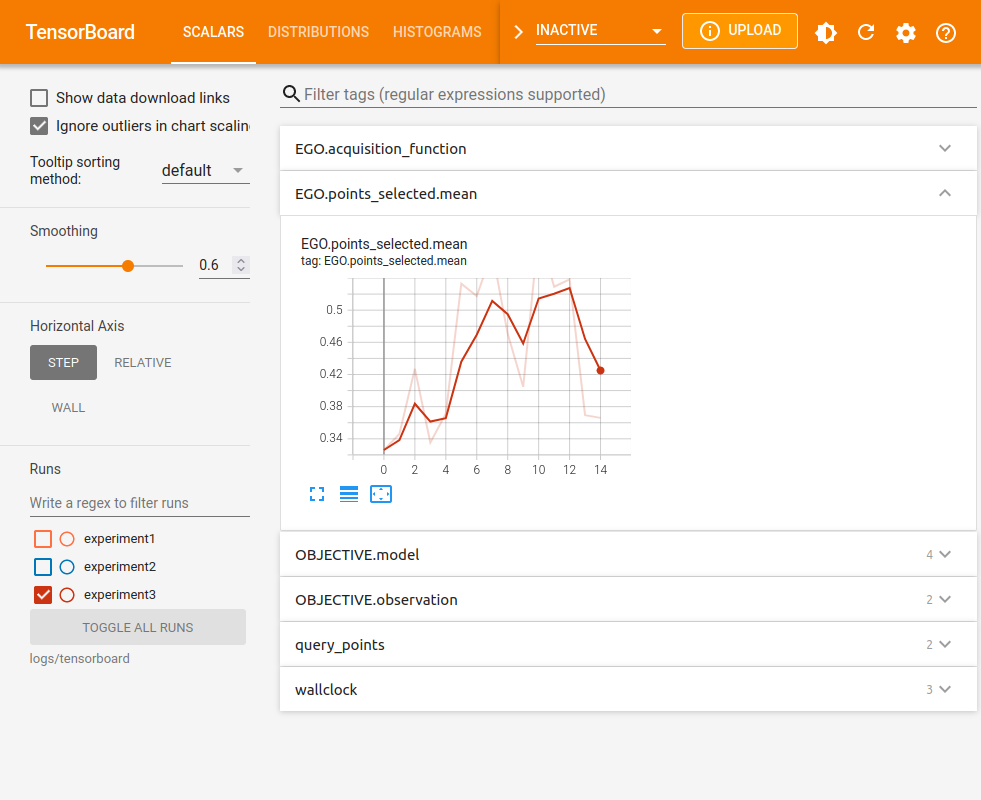 TensorBoard
SCALARS
DISTRIBUTIONS
HISTOGRAMS
INACTIVE
UPLOAD
Show data download links
Ignore outliers in chart scalin
Tooltip sorting
method:
default
Smoothing
0.6
Horizontal Axis
STEP
RELATIVE
WALL
Runs
Write a regex to filter runs
experiment1
experiment2
experiment3
TOGGLE ALL RUNS
logs/tensorboard
Filter tags (regular expressions supported)
EGO.acquisition_function
EGO.points_selected.mean
EGO.points_selected.mean
tag: EGO.points_selected.mean
0.5
0.46
0.42
0.38
0.34
0 2 4 6 8 10 12 14
OBJECTIVE.model 4
OBJECTIVE.observation 2
query_points 2
wallclock 3